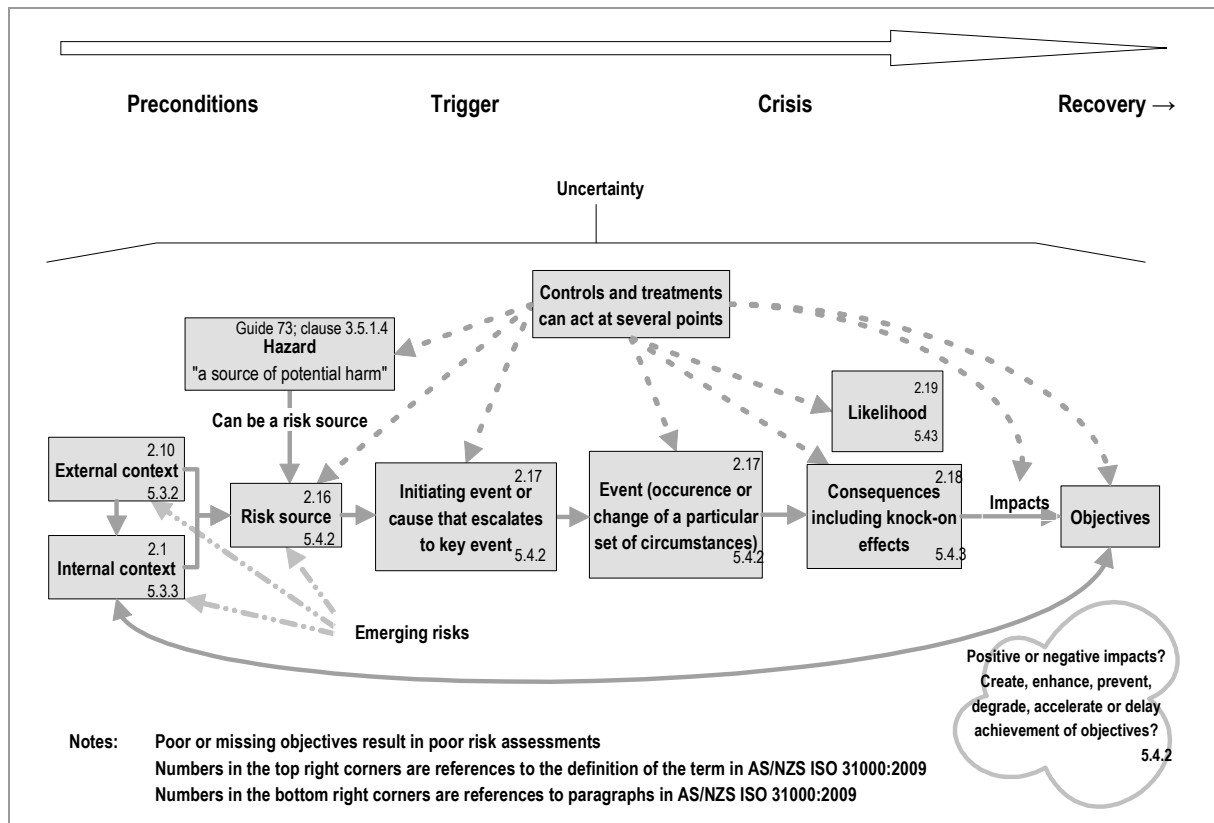 Preconditions
Trigger
Crisis
Recovery →
Uncertainty
Controls and treatments
can act at several points
Guide 73; clause 3.5.1.4
Hazard
"a source of potential harm"
Can be a risk source
2.19
Likelihood
5.43
2.10
External context
5.3.2
2.1
Internal context
5.3.3
2.16
Risk source
5.4.2
2.17
Initiating event or
cause that escalates
to key event
5.4.2
2.17
Event (occurence or
change of a particular
set of circumstances)
5.4.2
2.18
Consequences
including knock-on
effects
5.4.3
Impacts
Objectives
Emerging risks
Positive or negative impacts?
Create, enhance, prevent,
degrade, accelerate or delay
achievement of objectives?
5.4.2
Notes: Poor or missing objectives result in poor risk assessments
Numbers in the top right corners are references to the definition of the term in AS/NZS ISO 31000:2009
Numbers in the bottom right corners are references to paragraphs in AS/NZS ISO 31000:2009